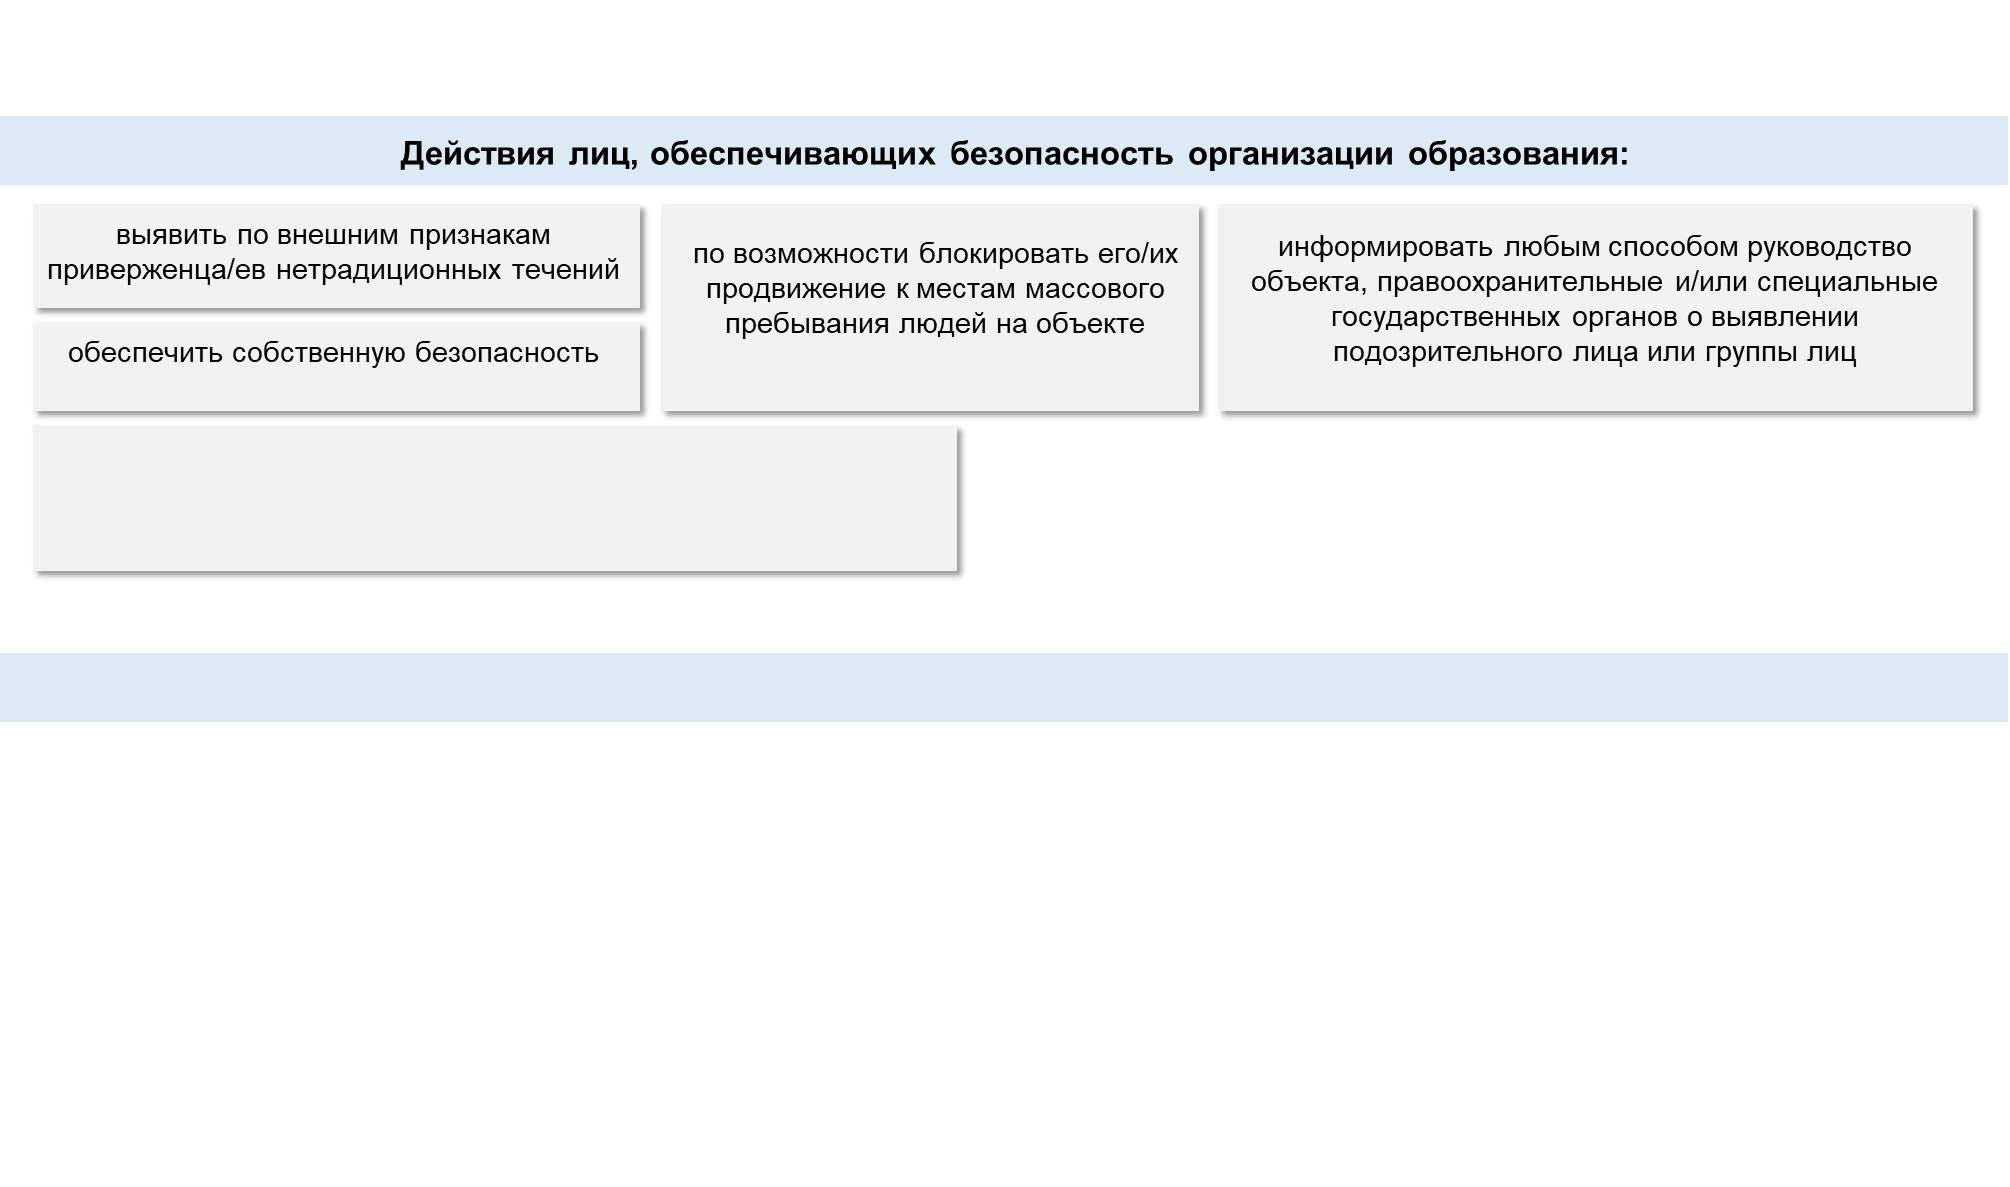 Действия лиц, обеспечивающих безопасность организации образования:
выявить по внешним признакам
приверженца/ев нетрадиционных течений
обеспечить собственную безопасность
по возможности блокировать его/их
продвижение к местам массового
пребывания людей на объекте
информировать любым способом руководство
объекта, правоохранительные и/или специальные
государственных органов о выявлении
подозрительного лица или группы лиц